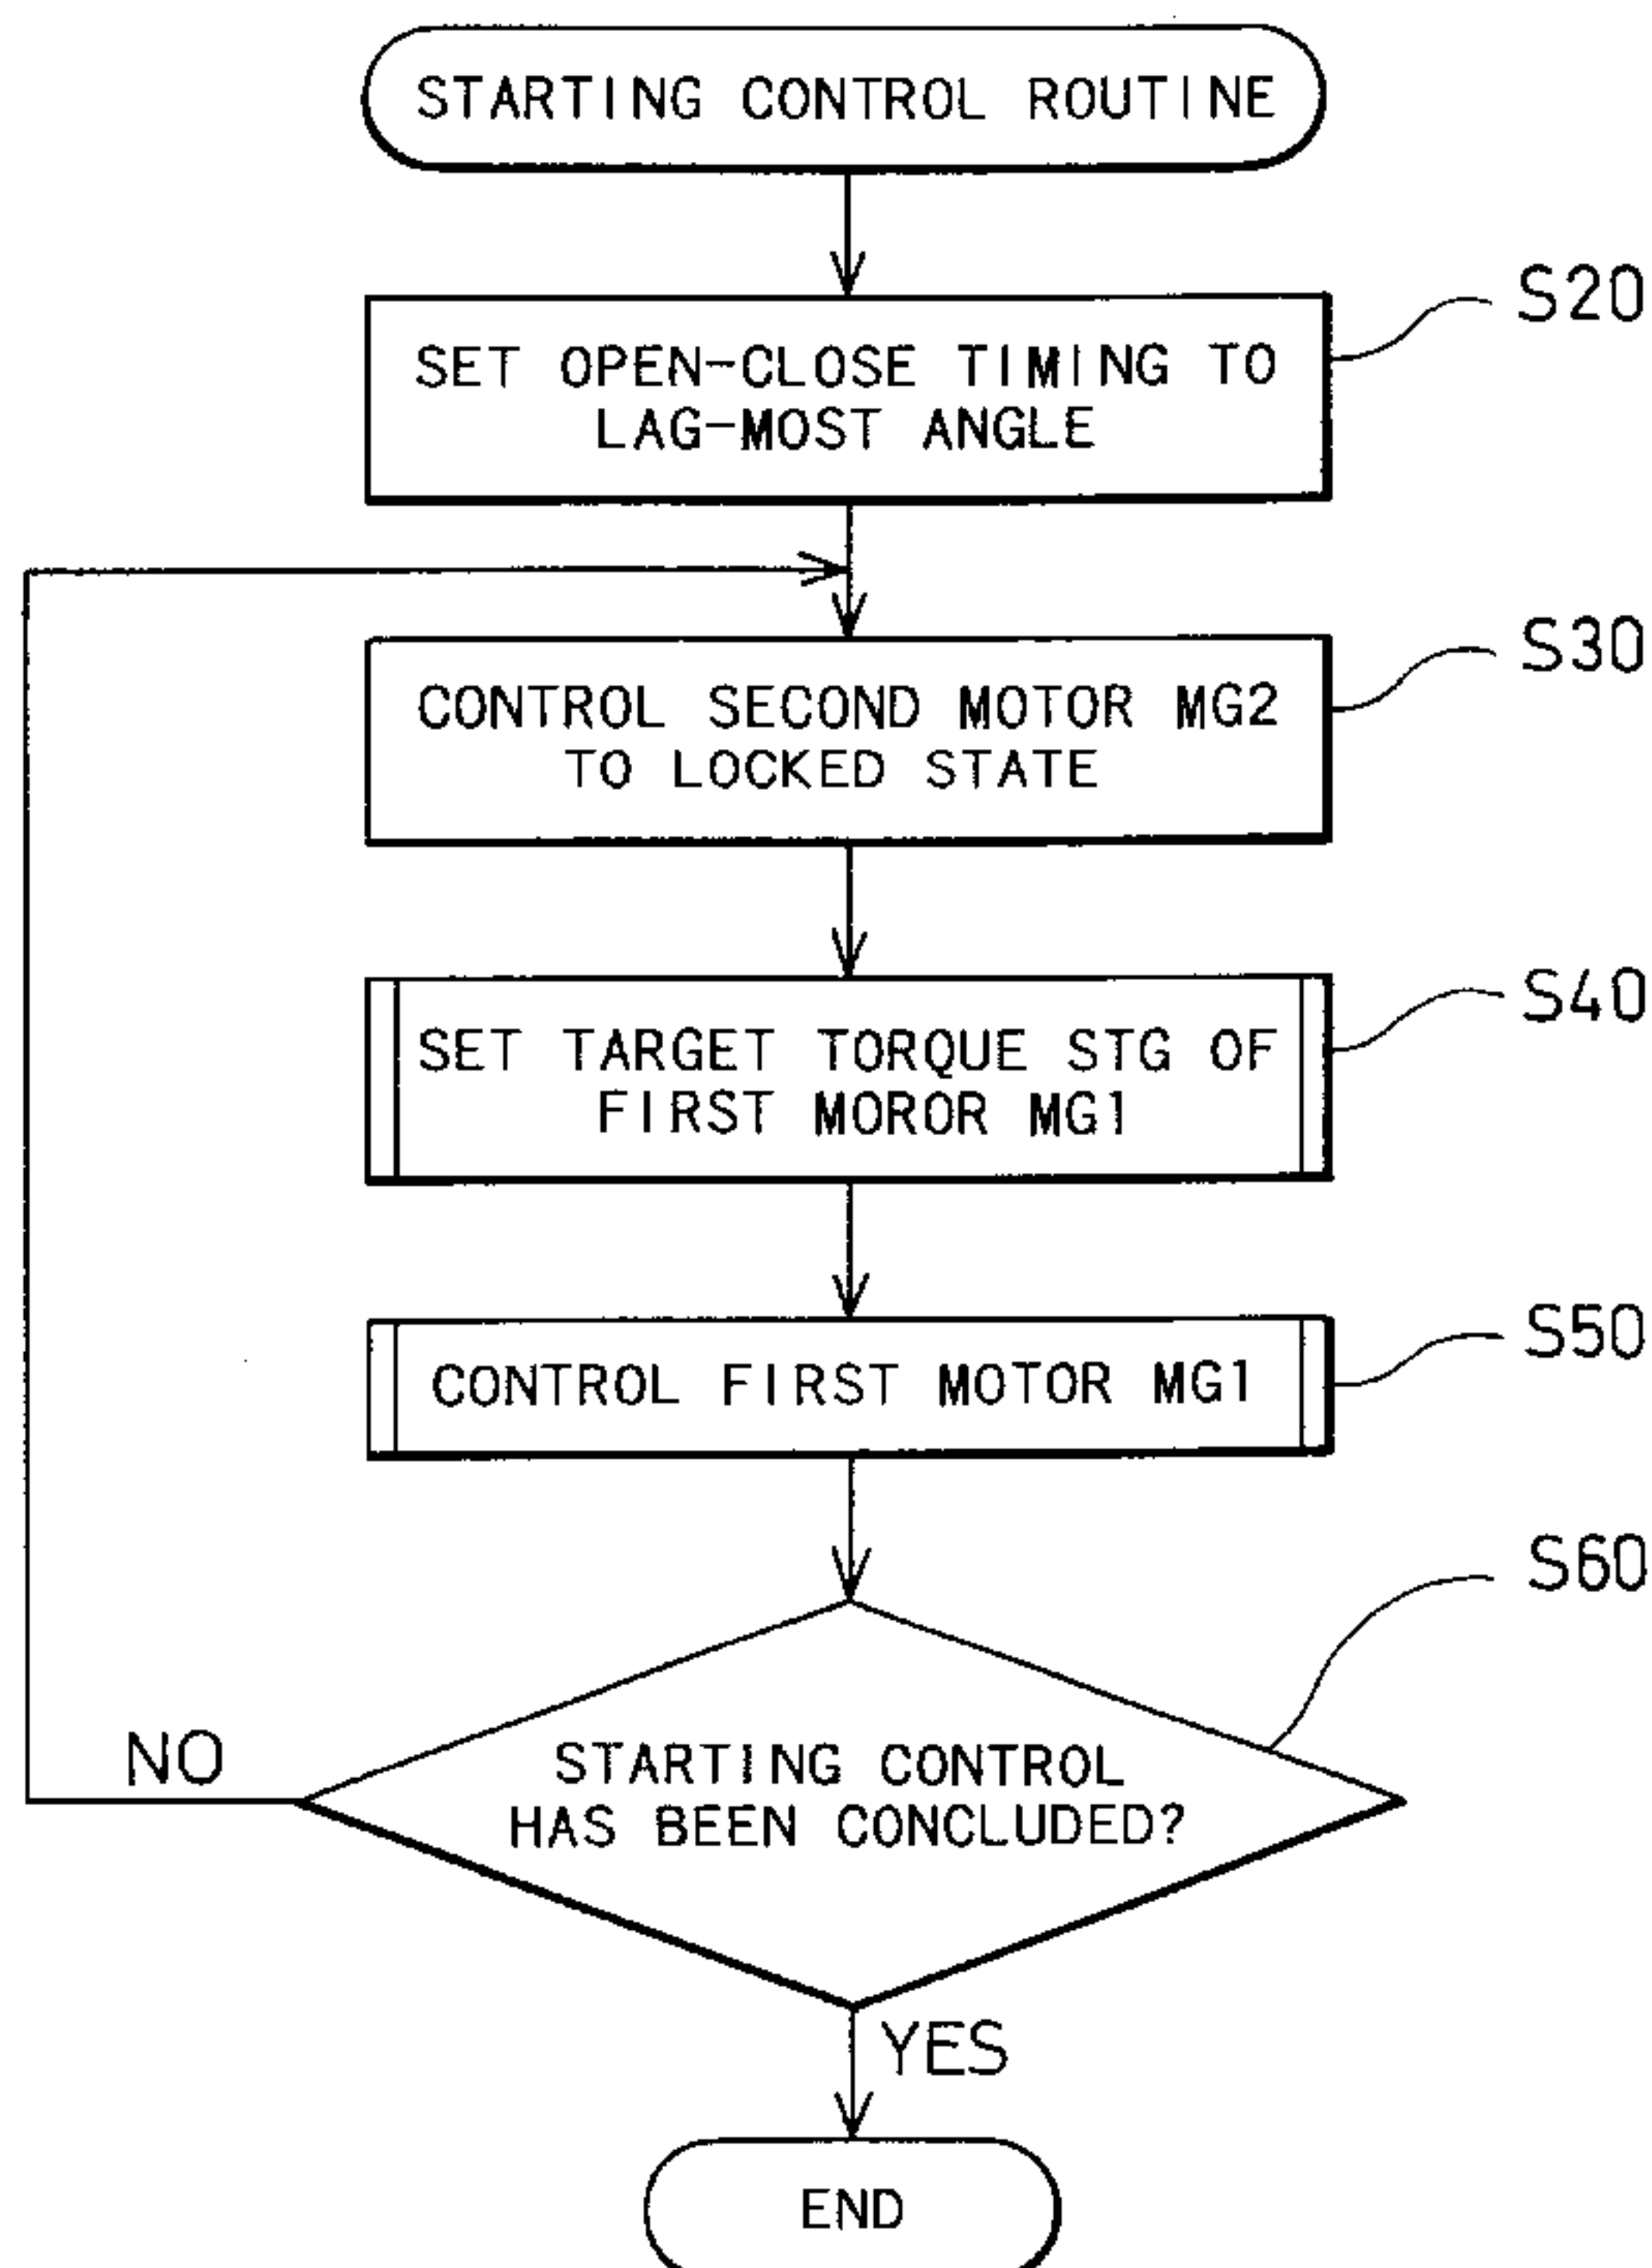 STARTING CONTROL ROUTINE
S20
SET OPEN-CLOSE TIMING TO
LAG-MOST ANGLE
S30
CONTROL SECOND MOTOR MG2
TO LOCKED STATE
S40
SET TARGET TORQUE STG OF
FIRST MOROR MG1
S50
CONTROL FIRST MOTOR MG1
S60
STARTING CONTROL
HAS BEEN CONCLUDED?
NO
YES
END